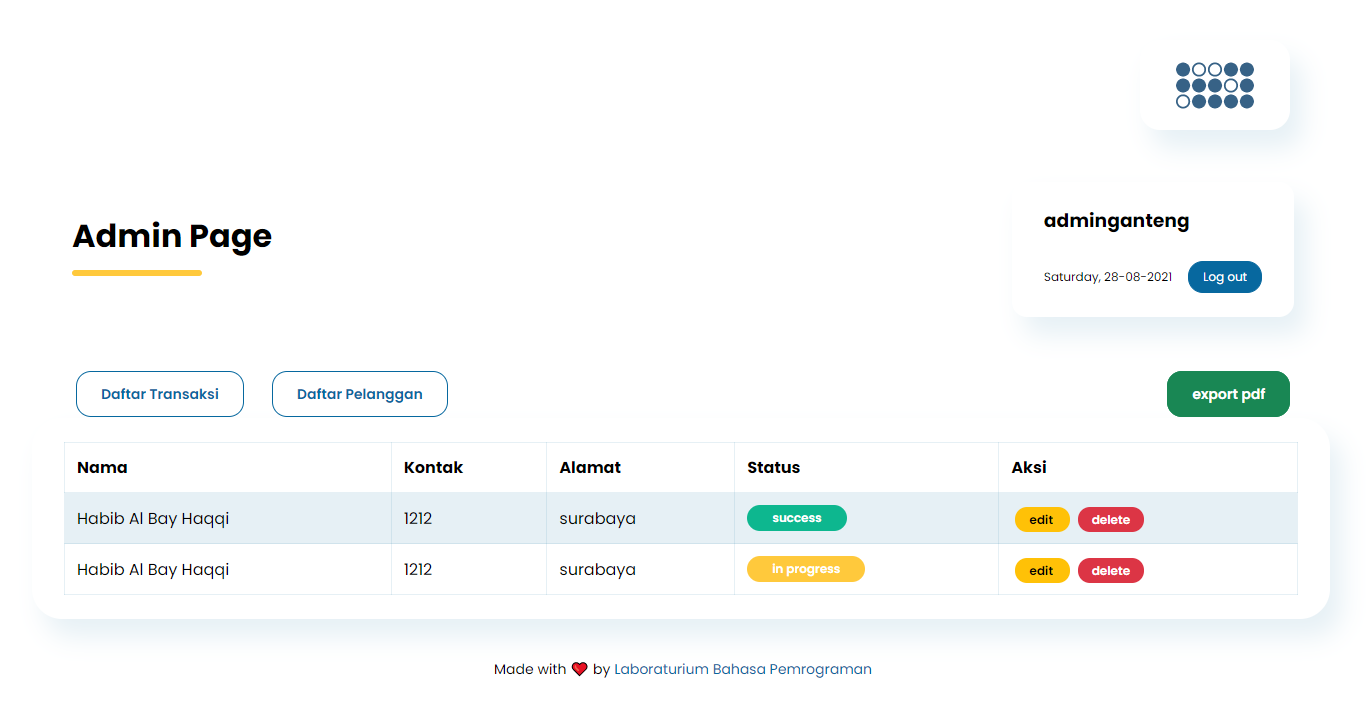 Admin Page
adminganteng
Saturday, 28-08-2021 Log out
Daftar Transaksi Daftar Pelanggan export pdf
Nama Kontak Alamat Status Aksi
Habib Al Bay Haqqi 1212 surabaya success edit delete
Habib Al Bay Haqqi 1212 surabaya in progress edit delete
Made with ❤ by Laboraturium Bahasa Pemrograman